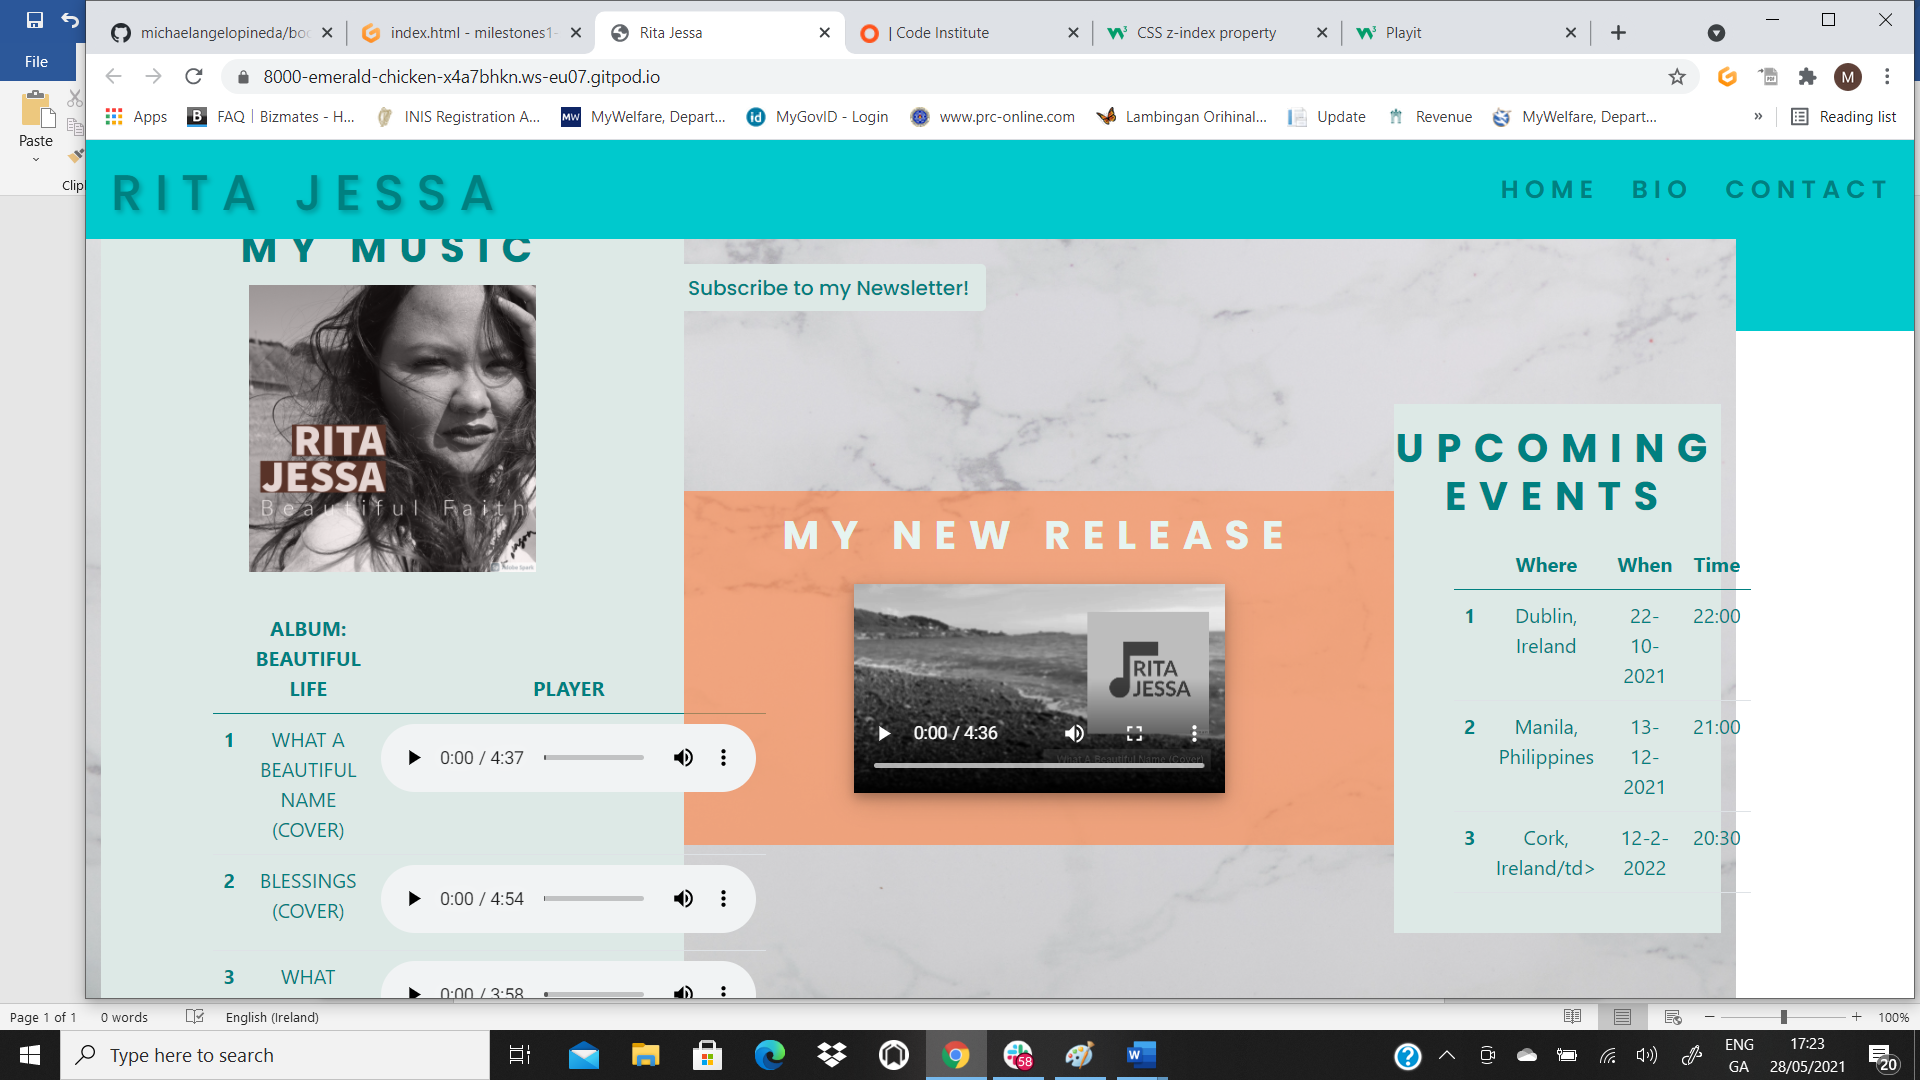 File
Paste
Clipl
michaelangelopineda/boo
index.html - milestones1-
Rita Jessa
| Code Institute
CSS z-index property
Playit
8000-emerald-chicken-x4a7bhkn.ws-eu07.gitpod.io
M
Apps
FAQ | Bizmates - H...
INIS Registration A...
MyWelfare, Depart...
MyGovID - Login
www.prc-online.com
Lambingan Orihinal...
Update
Revenue
MyWelfare, Depart...
»
Reading list
RITA JESSA
HOME BIO CONTACT
MY MUSIC
Subscribe to my Newsletter!
RITA
JESSA
Beautiful Faith
ALBUM:
BEAUTIFUL
LIFE
PLAYER
1 WHAT A
BEAUTIFUL
NAME
(COVER)
0:00 / 4:37
2 BLESSINGS
(COVER)
0:00 / 4:54
3 WHAT
0:00 / 3:58
MY NEW RELEASE
RITA
JESSA
0:00 / 4:36
What A Beautiful Name (Cover)
UPCOMING
EVENTS
Where When Time
1 Dublin,
Ireland
22-
10-
2021
22:00
2 Manila,
Philippines
13-
12-
2021
21:00
3 Cork,
Ireland/td>
12-2-
2022
20:30
Page 1 of 1 0 words English (Ireland) 100%
Type here to search
58
ENG
GA
17:23
28/05/2021
20